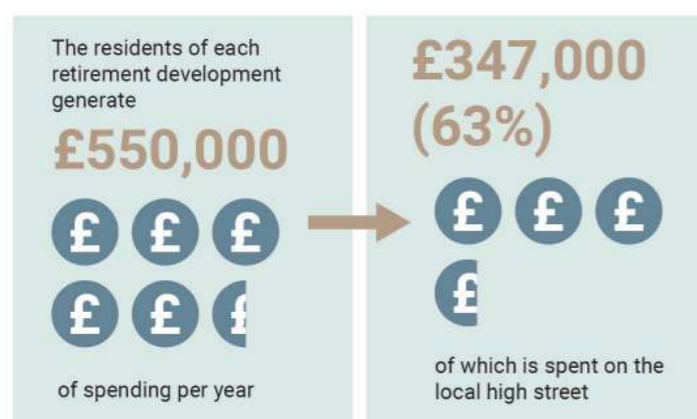 The residents of each
retirement development
generate
£550,000
£ £ £
£ £ £
of spending per year
£347,000
(63%)
£ £ £
£
of which is spent on the
local high street